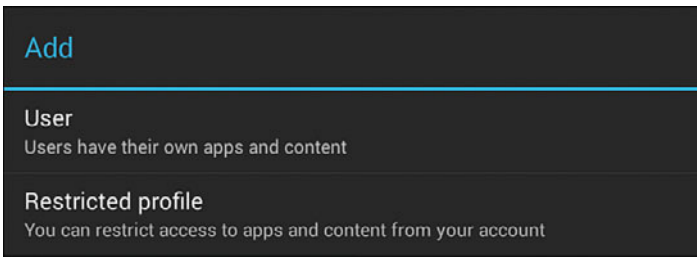 Add
User
Users have their own apps and content
Restricted profile
You can restrict access to apps and content from your account